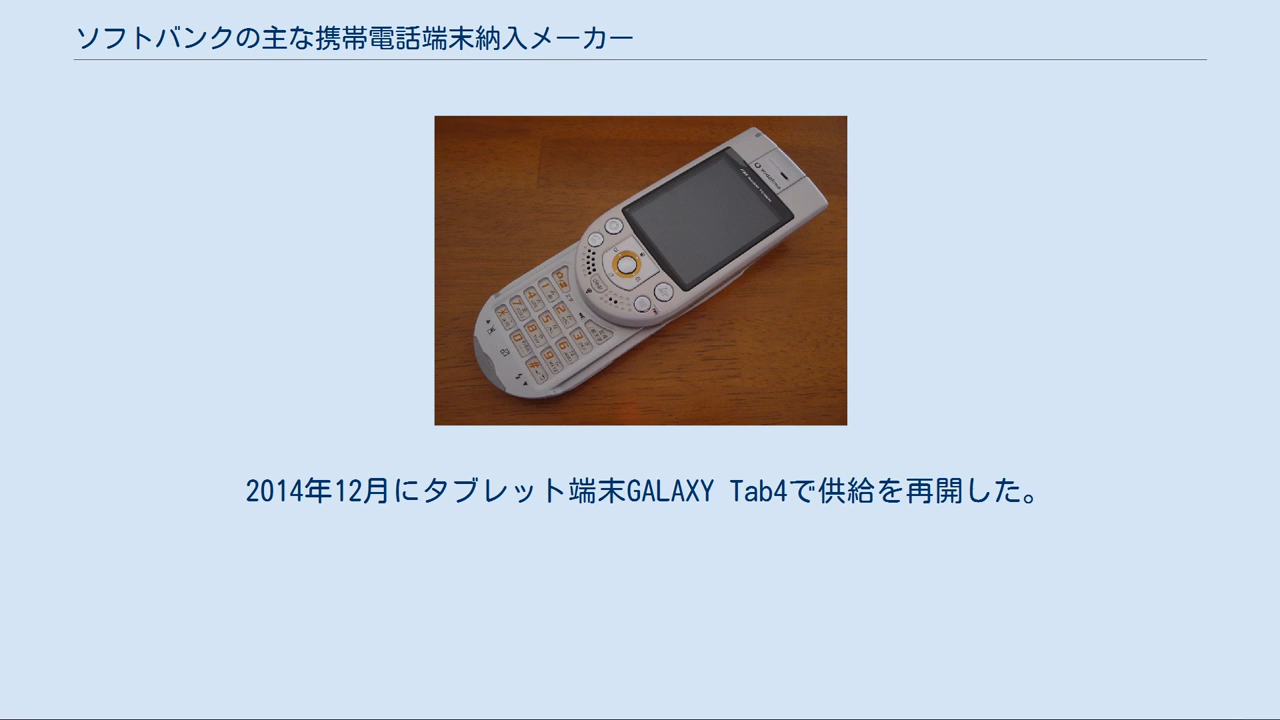 ソフトバンクの主な携帯電話端末納入メーカー
vodafone
2014年12月にタブレット端末GALAXY Tab4で供給を再開した。